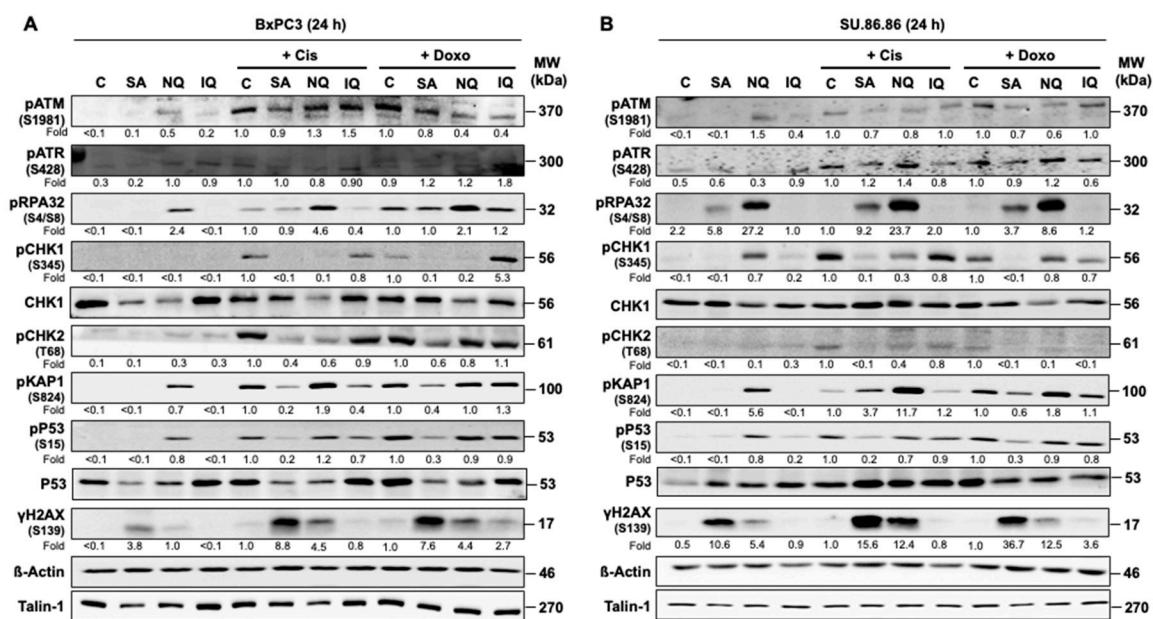 A
BxPC3 (24 h)
+ Cis + Doxo MW
C SA NQ IQ C SA NQ IQ C SA NQ IQ (kDa)
pATM
(S1981) 370
Fold <0.1 0.1 0.5 0.2 1.0 0.9 1.3 1.5 1.0 0.8 0.4 0.4
pATR
(S428) 300
Fold 0.3 0.2 1.0 0.9 1.0 1.0 0.8 0.90 0.9 1.2 1.2 1.8
pRPA32
(S4/S8) 32
Fold <0.1 <0.1 2.4 <0.1 1.0 0.9 4.6 0.4 1.0 1.0 2.1 1.2
pCHK1
(S345) 56
Fold <0.1 <0.1 <0.1 <0.1 1.0 <0.1 0.1 0.8 1.0 0.1 0.2 5.3
CHK1 56
pCHK2
(T68) 61
Fold 0.1 0.1 0.3 0.3 1.0 0.4 0.6 0.9 1.0 0.6 0.8 1.1
pKAP1
(S824) 100
Fold <0.1 <0.1 0.7 <0.1 1.0 0.2 1.9 0.4 1.0 0.4 1.0 1.3
pP53
(S15) 53
Fold <0.1 <0.1 0.8 <0.1 1.0 0.2 1.2 0.7 1.0 0.3 0.9 0.9
P53 53
γH2AX
(S139) 17
Fold <0.1 3.8 1.0 <0.1 1.0 8.8 4.5 0.8 1.0 7.6 4.4 2.7
ß-Actin 46
Talin-1 270
B
SU.86.86 (24 h)
+ Cis + Doxo MW
C SA NQ IQ C SA NQ IQ C SA NQ IQ (kDa)
pATM
(S1981) 370
Fold <0.1 <0.1 1.5 0.4 1.0 0.7 0.8 1.0 1.0 0.7 0.6 1.0
pATR
(S428) 300
Fold 0.5 0.6 0.3 0.9 1.0 1.2 1.4 0.8 1.0 0.9 1.2 0.6
pRPA32
(S4/S8) 32
Fold 2.2 5.8 27.2 1.0 1.0 9.2 23.7 2.0 1.0 3.7 8.6 1.2
pCHK1
(S345) 56
Fold <0.1 <0.1 0.7 0.2 1.0 0.1 0.3 0.8 1.0 <0.1 0.8 0.7
CHK1 56
pCHK2
(T68) 61
Fold <0.1 <0.1 0.1 0.3 1.0 <0.1 0.4 0.8 1.0 <0.1 0.1 <0.1
pKAP1
(S824) 100
Fold <0.1 <0.1 5.6 <0.1 1.0 3.7 11.7 1.2 1.0 0.6 1.8 1.1
pP53
(S15) 53
Fold <0.1 <0.1 0.8 0.2 1.0 0.2 0.7 0.9 1.0 0.3 0.9 0.8
P53 53
γH2AX
(S139) 17
Fold 0.5 10.6 5.4 0.9 1.0 15.6 12.4 0.8 1.0 36.7 12.5 3.6
ß-Actin 46
Talin-1 270